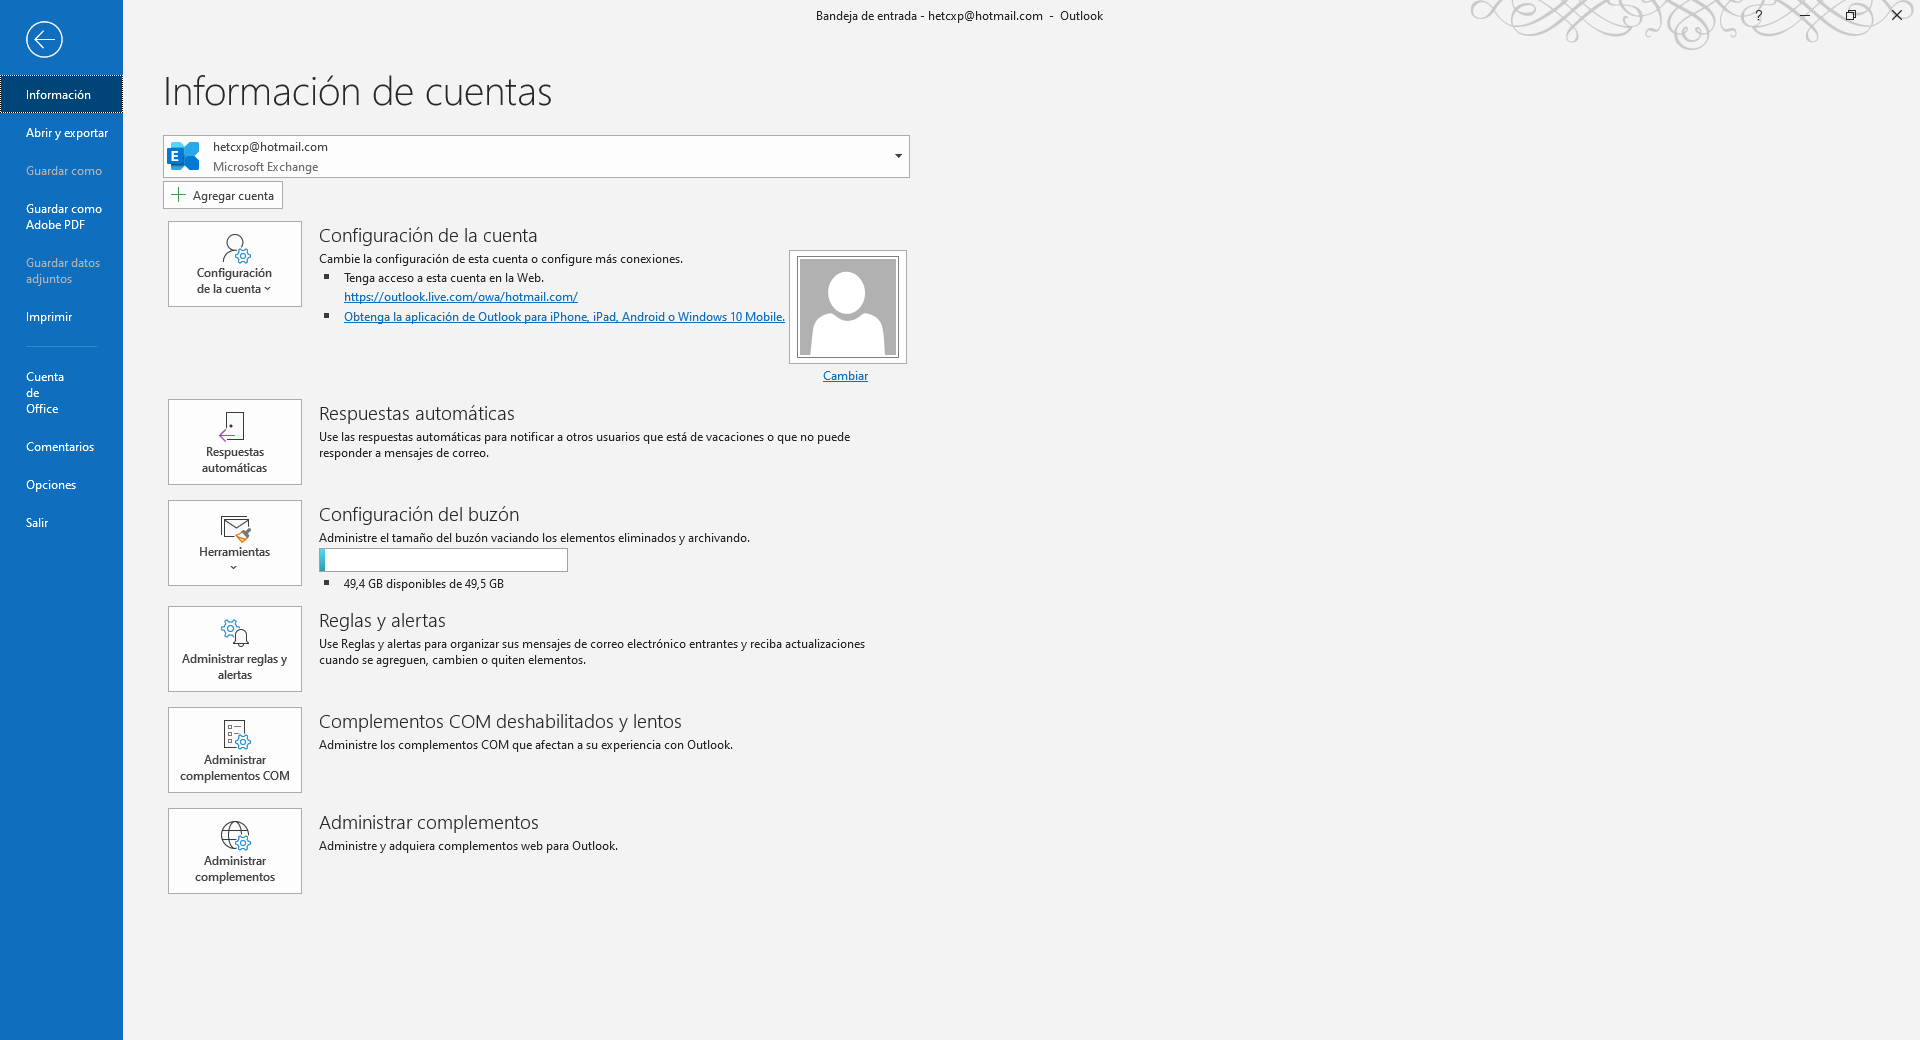 Bandeja de entrada - hetcxp@hotmail.com  -  Outlook
?
Información
Abrir y exportar
Guardar como
Guardar como
Adobe PDF
Guardar datos
adjuntos
Imprimir
Cuenta
de
Office
Comentarios
Opciones
Salir
Información de cuentas
E
hetcxp@hotmail.com
Microsoft Exchange
Agregar cuenta
Configuración
de la cuenta
Configuración de la cuenta
Cambie la configuración de esta cuenta o configure más conexiones.
Tenga acceso a esta cuenta en la Web.
https://outlook.live.com/owa/hotmail.com/
Obtenga la aplicación de Outlook para iPhone, iPad, Android o Windows 10 Mobile.
Cambiar
Respuestas
automáticas
Respuestas automáticas
Use las respuestas automáticas para notificar a otros usuarios que está de vacaciones o que no puede
responder a mensajes de correo.
Herramientas
Configuración del buzón
Administre el tamaño del buzón vaciando los elementos eliminados y archivando.
49,4 GB disponibles de 49,5 GB
Administrar reglas y
alertas
Reglas y alertas
Use Reglas y alertas para organizar sus mensajes de correo electrónico entrantes y reciba actualizaciones
cuando se agreguen, cambien o quiten elementos.
Administrar
complementos COM
Complementos COM deshabilitados y lentos
Administre los complementos COM que afectan a su experiencia con Outlook.
Administrar
complementos
Administrar complementos
Administre y adquiera complementos web para Outlook.